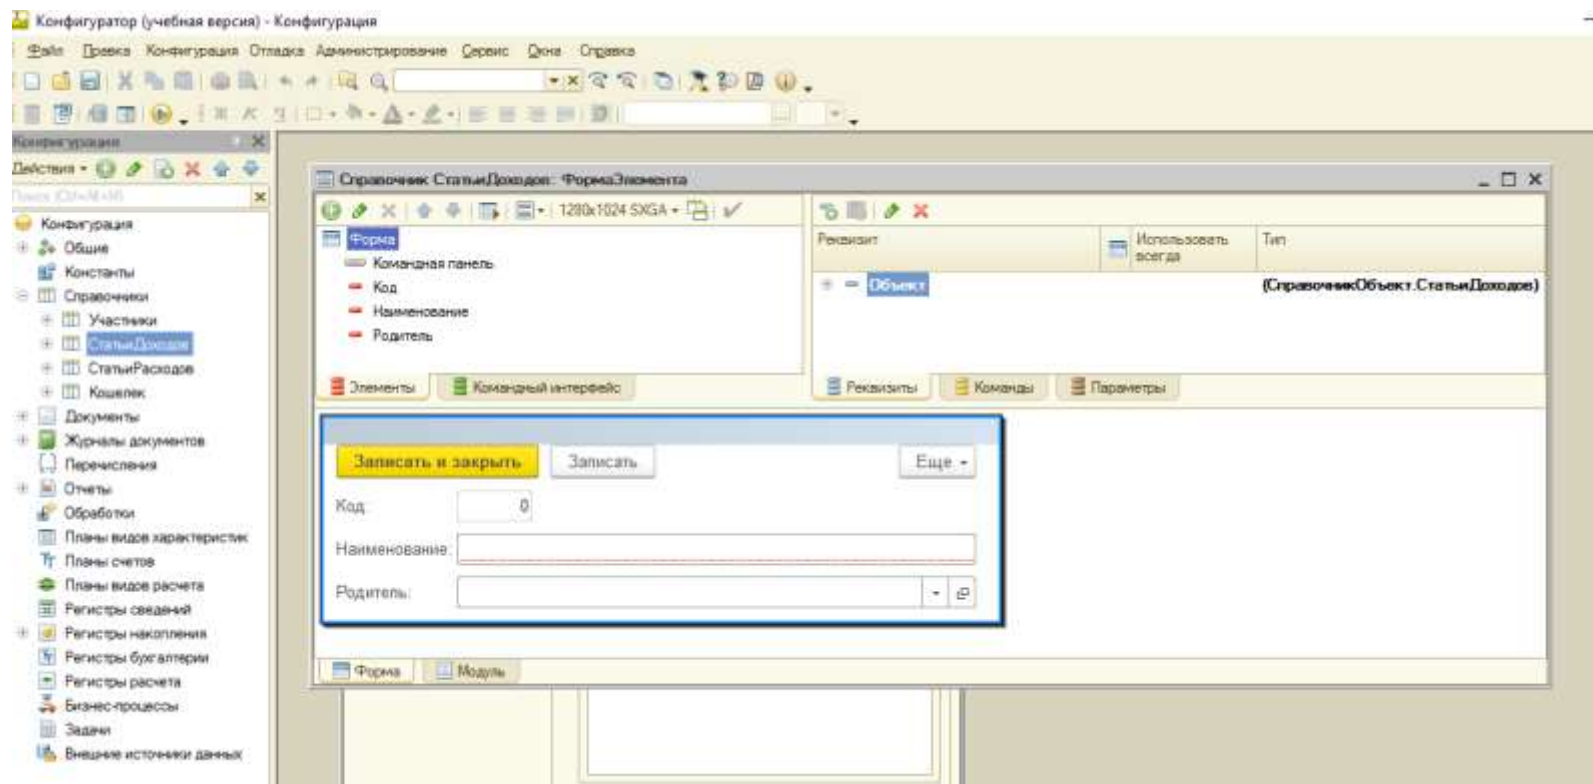 Конфигуратор (учебная версия) - Конфигурация
Файл Правка Конфигурация Отладка Администрирование Сервис Окна Справка
Конфигурация
Действия
Поиск (Ctrl+Alt+M)
Конфигурация
Общие
Константы
Справочники
Участники
СтатьиДоходов
СтатьиРасходов
Кошелек
Документы
Журналы документов
Перечисления
Отчеты
Обработки
Планы видов характеристик
Планы счетов
Планы видов расчета
Регистры сведений
Регистры накопления
Регистры бухгалтерии
Регистры расчета
Бизнес-процессы
Задачи
Внешние источники данных
Справочник СтатьиДоходов: ФормаЭлемента
1280x1024 SXGA
Форма
Командная панель
Код
Наименование
Родитель
Элементы Командный интерфейс
Реквизит Использовать всегда Тип
Объект (СправочникОбъект.СтатьиДоходов)
Реквизиты Команды Параметры
Записать и закрыть Записать Еще
Код: 0
Наименование:
Родитель:
Форма Модуль